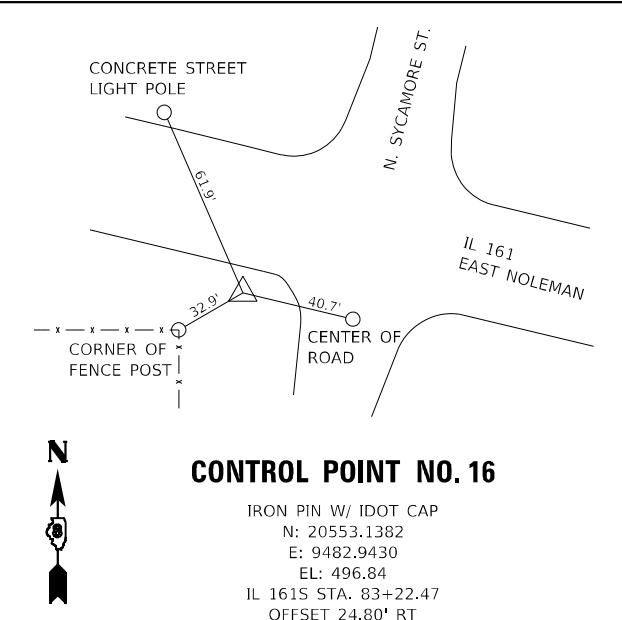 CONCRETE STREET
LIGHT POLE
N. SYCAMORE ST.
61.9'
IL 161
EAST NOLEMAN
32.9'
40.7'
CORNER OF
FENCE POST
CENTER OF
ROAD
x x x x
x
x
N
8
CONTROL POINT NO. 16
IRON PIN W/ IDOT CAP
N: 20553.1382
E: 9482.9430
EL: 496.84
IL 161S STA. 83+22.47
OFFSET 24.80' RT